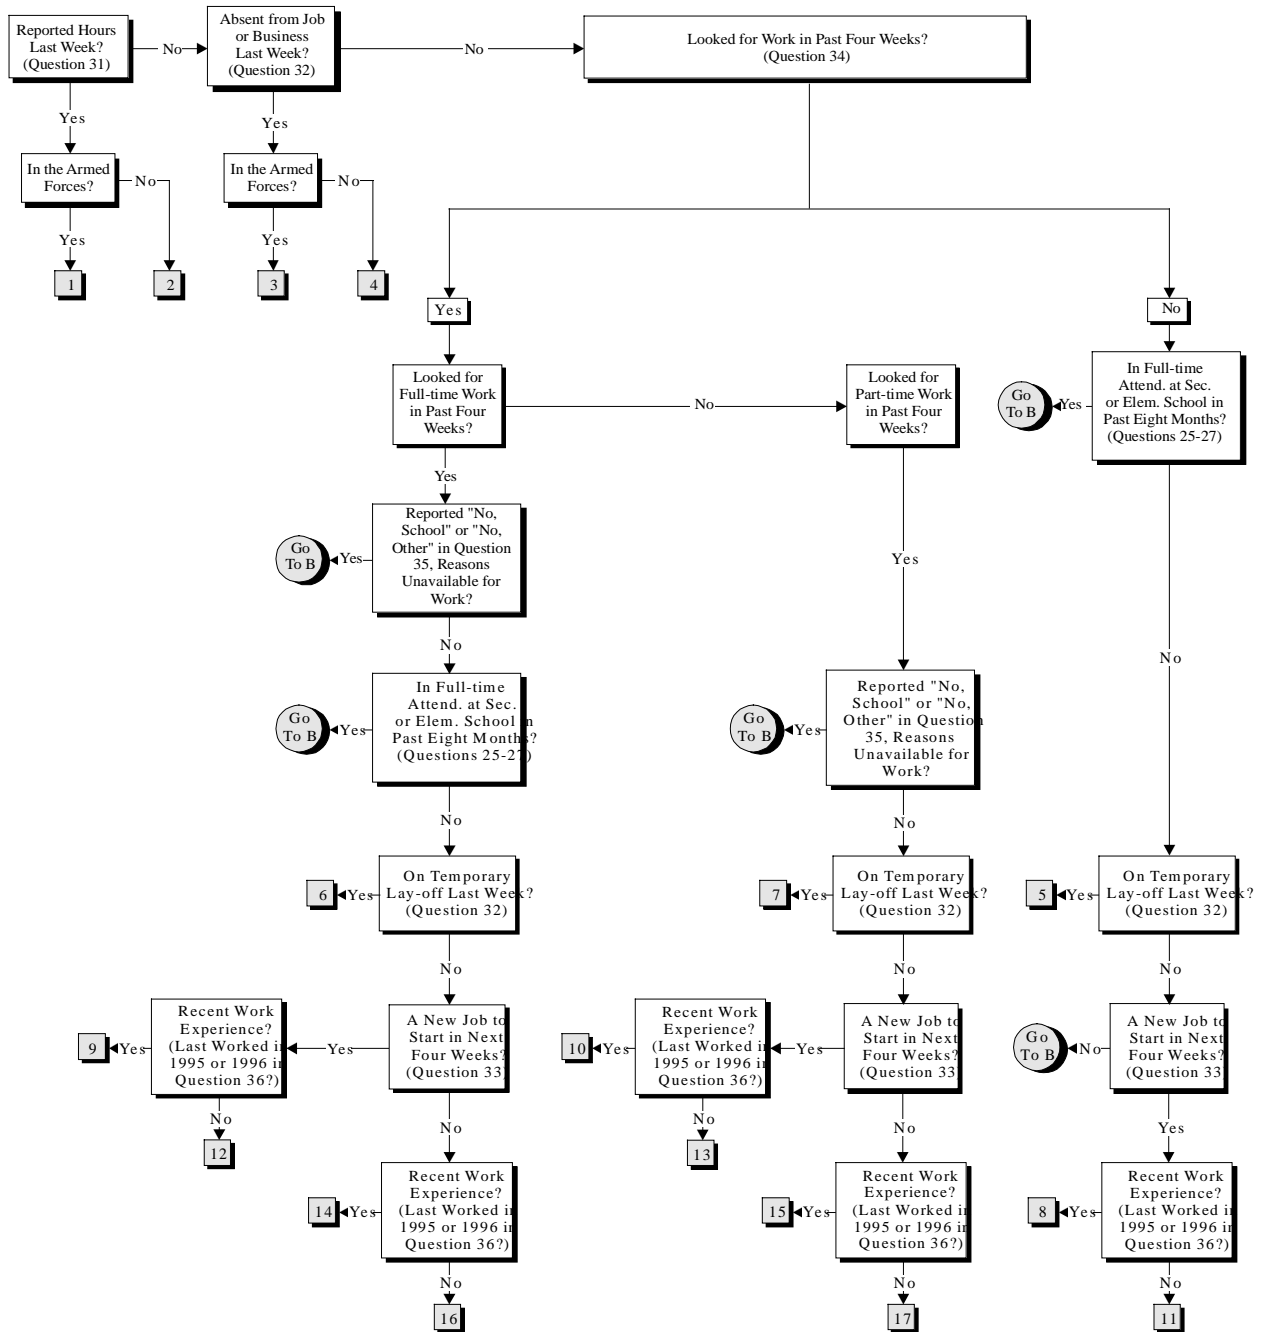 Reported Hours
Last Week?
(Question 31)
No
Absent from Job
or Business
Last Week?
(Question 32)
No
Looked for Work in Past Four Weeks?
(Question 34)
Yes
Yes
In the Armed
Forces?
No
In the Armed
Forces?
No
Yes
Yes
1
2
3
4
Yes
No
Looked for
Full-time Work
in Past Four
Weeks?
No
Looked for
Part-time Work
in Past Four
Weeks?
Go
To B
Yes
In Full-time
Attend. at Sec.
or Elem. School in
Past Eight Months?
(Questions 25-27)
Yes
Go
To B
Yes
Reported "No,
School" or "No,
Other" in Question
35, Reasons
Unavailable for
Work?
Yes
No
No
Go
To B
Yes
In Full-time
Attend. at Sec.
or Elem. School in
Past Eight Months?
(Questions 25-27)
Go
To B
Yes
Reported "No,
School" or "No,
Other" in Question
35, Reasons
Unavailable for
Work?
No
No
6
Yes
On Temporary
Lay-off Last Week?
(Question 32)
7
Yes
On Temporary
Lay-off Last Week?
(Question 32)
5
Yes
On Temporary
Lay-off Last Week?
(Question 32)
No
No
No
9
Yes
Recent Work
Experience?
(Last Worked in
1995 or 1996 in
Question 36?)
Yes
A New Job to
Start in Next
Four Weeks?
(Question 33)
10
Yes
Recent Work
Experience?
(Last Worked in
1995 or 1996 in
Question 36?)
Yes
A New Job to
Start in Next
Four Weeks?
(Question 33)
Go
To B
No
A New Job to
Start in Next
Four Weeks?
(Question 33)
No
12
No
No
13
No
Yes
14
Yes
Recent Work
Experience?
(Last Worked in
1995 or 1996 in
Question 36?)
15
Yes
Recent Work
Experience?
(Last Worked in
1995 or 1996 in
Question 36?)
8
Yes
Recent Work
Experience?
(Last Worked in
1995 or 1996 in
Question 36?)
No
No
No
16
17
11